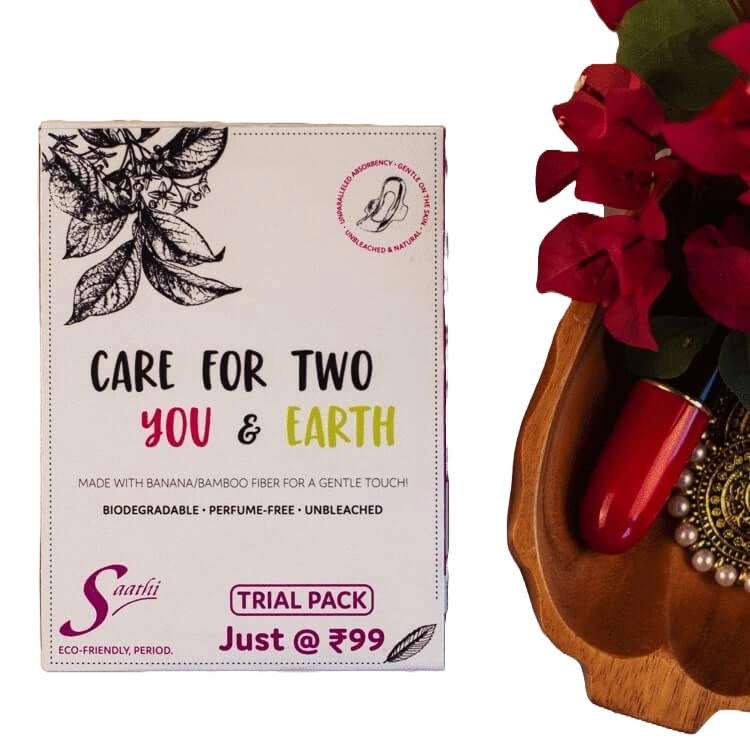 UNPARALLELED ABSORBENCY • GENTLE ON THE SKIN • UNBLEACHED & NATURAL •
CARE FOR TWO
YOU & EARTH
MADE WITH BANANA/BAMBOO FIBER FOR A GENTLE TOUCH!
BIODEGRADABLE • PERFUME-FREE • UNBLEACHED
Saathi
ECO-FRIENDLY, PERIOD.
TRIAL PACK
Just @ ₹99